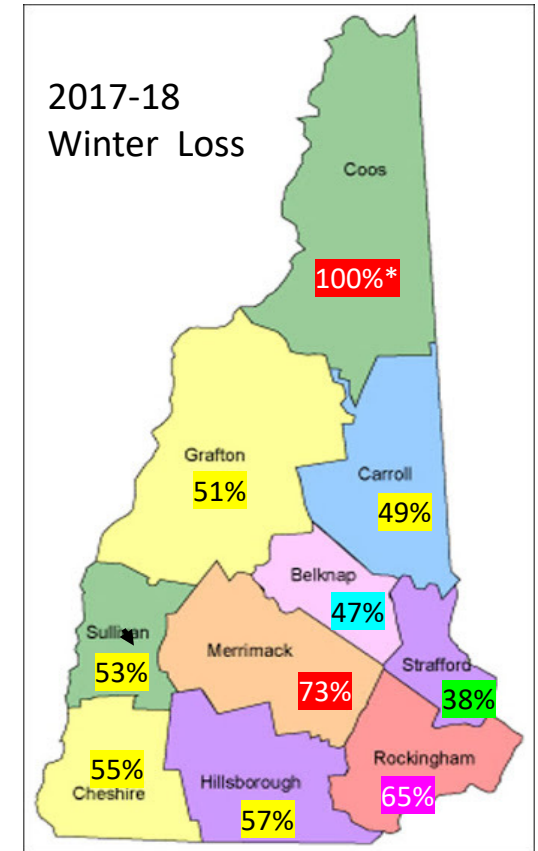 2017-18
Winter Loss
Coos
100%*
Grafton
51%
Carroll
49%
Belknap
47%
Sullivan
53%
Merrimack
73%
Strafford
38%
55%
Cheshire
Hillsborough
57%
Rockingham
65%